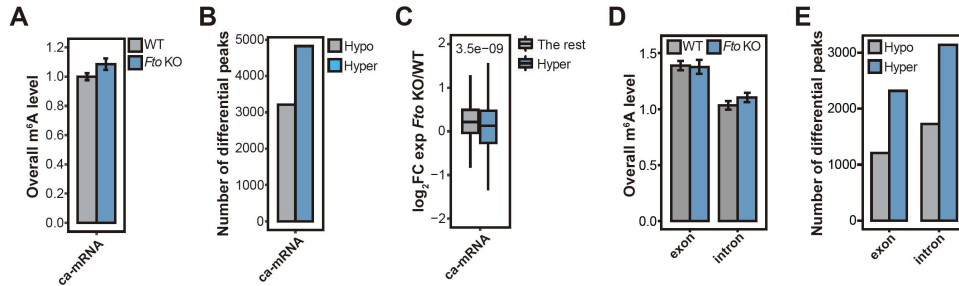 A
Overall m⁶A level
1.2
1.0
0.8
0.6
0.4
0.2
0.0
ca-mRNA
WT
Fto KO
B
Number of differential peaks
5000
4000
3000
2000
1000
0
ca-mRNA
Hypo
Hyper
C
log₂FC exp Fto KO/WT
3.5e−09
2
1
0
−1
−2
ca-mRNA
The rest
Hyper
D
Overall m⁶A level
WT
Fto KO
1.5
1.0
0.5
0.0
exon
intron
E
Number of differential peaks
Hypo
Hyper
3000
2000
1000
0
exon
intron